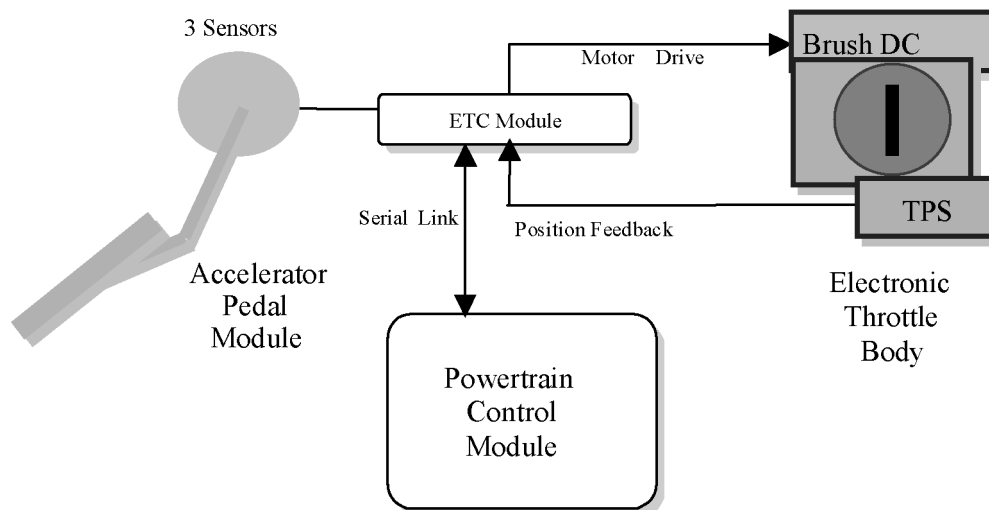 3 Sensors
Motor Drive
Brush DC
ETC Module
Serial Link
Position Feedback
TPS
Accelerator
Pedal
Module
Electronic
Throttle
Body
Powertrain
Control
Module